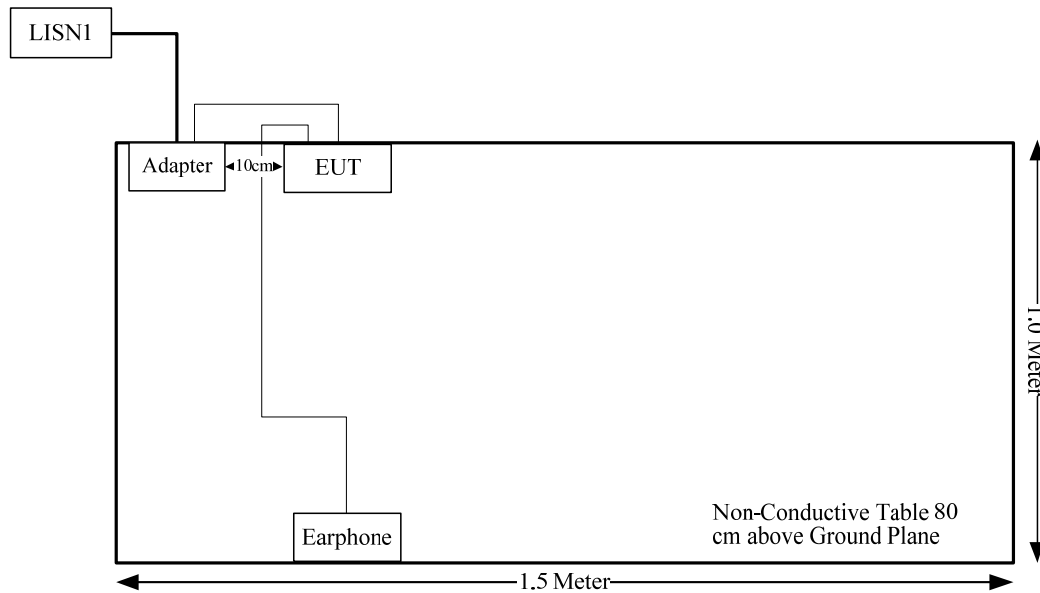 LISN1
Adapter
10cm
EUT
1.0 Meter
Earphone
Non-Conductive Table 80
cm above Ground Plane
1.5 Meter